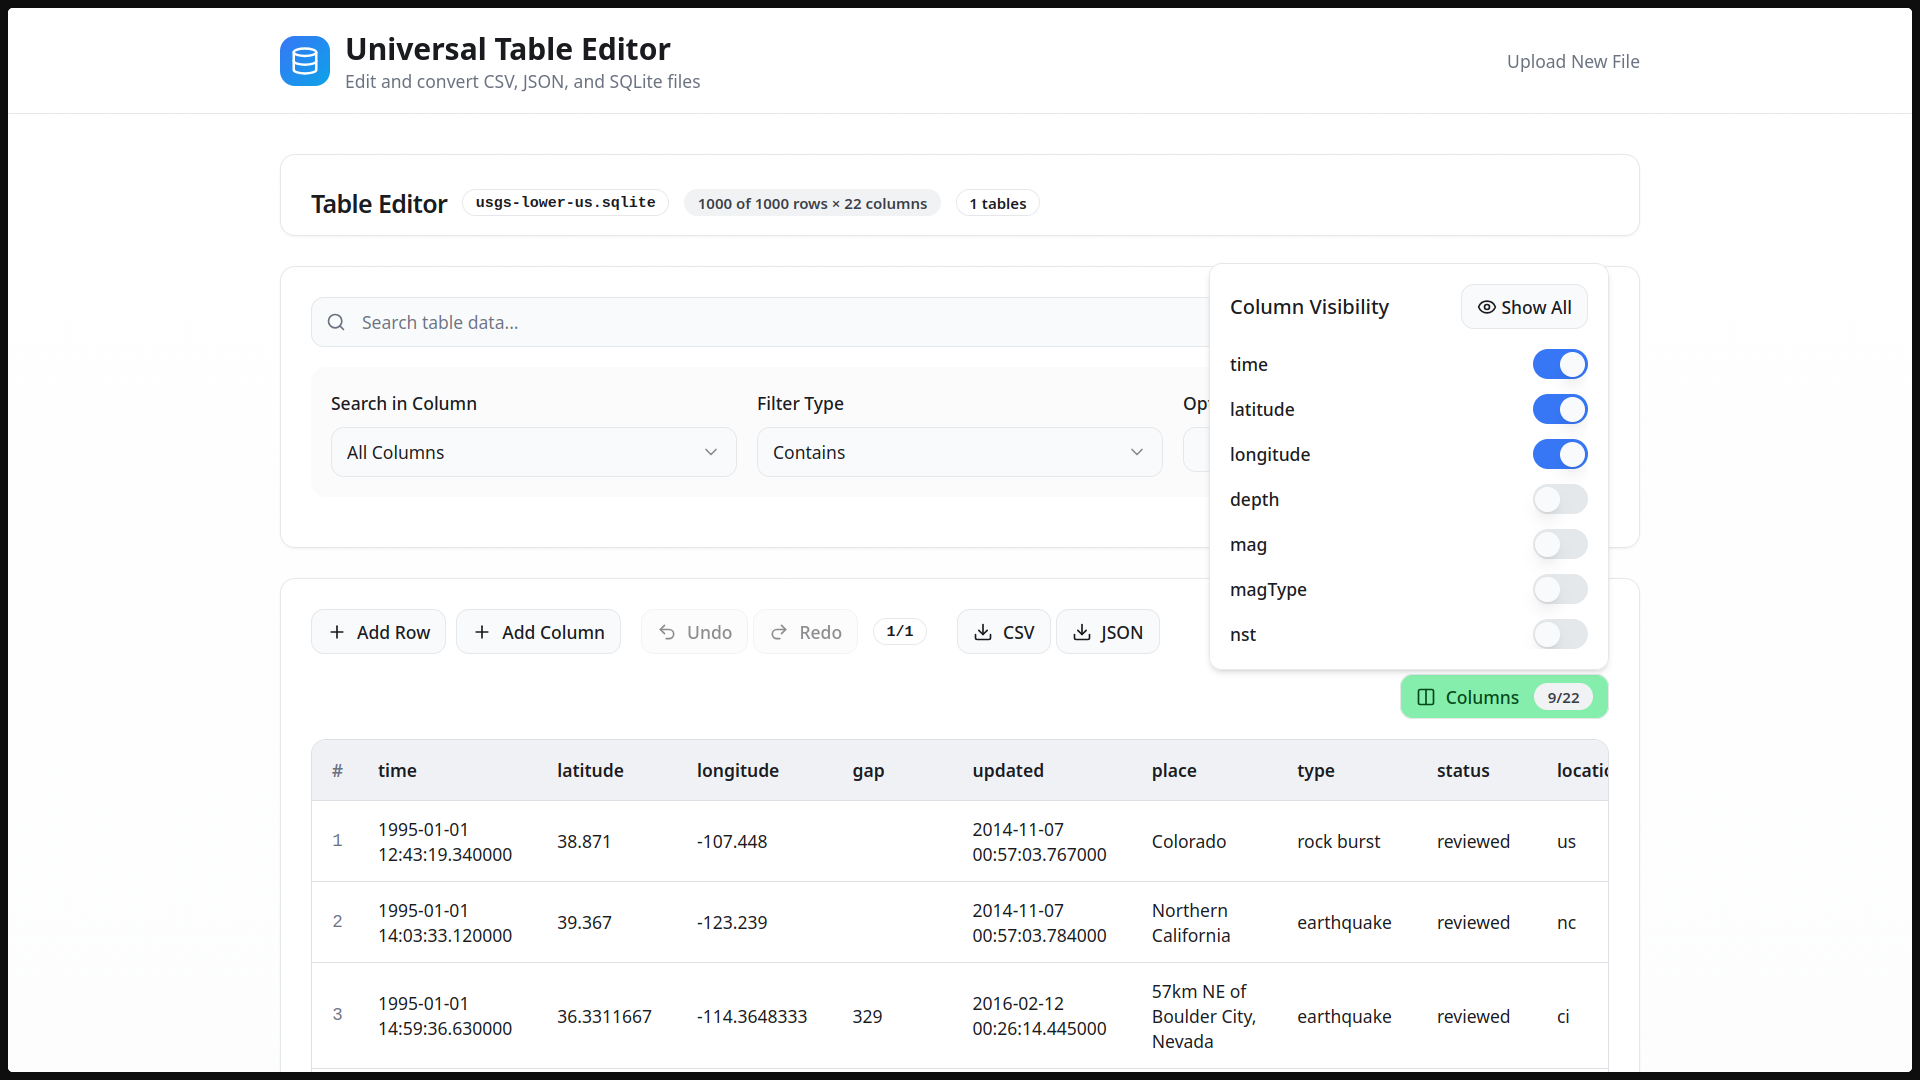 Universal Table Editor
Edit and convert CSV, JSON, and SQLite files
Upload New File
Table Editor usgs-lower-us.sqlite 1000 of 1000 rows × 22 columns 1 tables
Search table data...
Search in Column Filter Type Op
All Columns Contains
Column Visibility Show All
time
latitude
longitude
depth
mag
magType
nst
Add Row Add Column Undo Redo 1/1 CSV JSON
Columns 9/22
# time latitude longitude gap updated place type status locatio
1 1995-01-01 12:43:19.340000 38.871 -107.448 2014-11-07 00:57:03.767000 Colorado rock burst reviewed us
2 1995-01-01 14:03:33.120000 39.367 -123.239 2014-11-07 00:57:03.784000 Northern California earthquake reviewed nc
3 1995-01-01 14:59:36.630000 36.3311667 -114.3648333 329 2016-02-12 00:26:14.445000 57km NE of Boulder City, Nevada earthquake reviewed ci